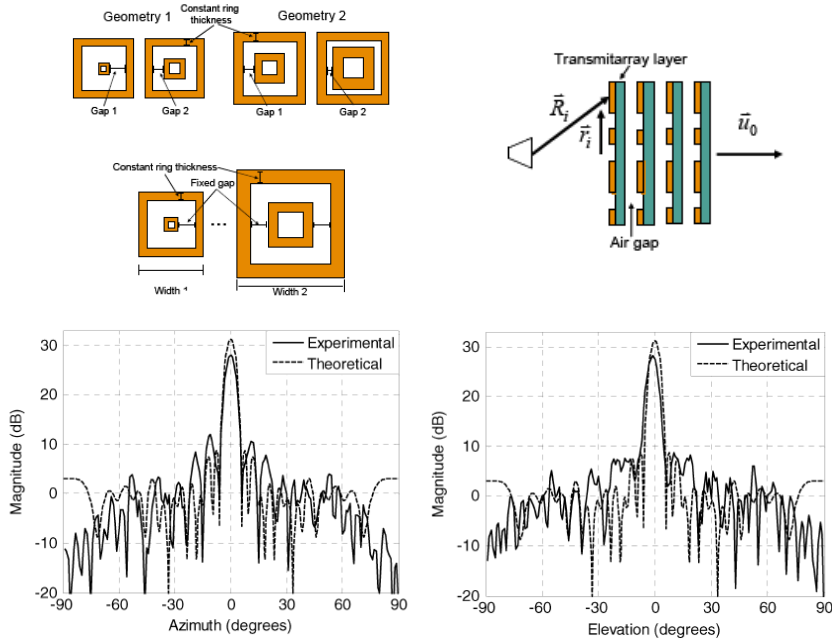 Geometry 1
Constant ring
thickness
Geometry 2
Gap 1
Gap 2
Gap 1
Gap 2
Constant ring thickness
Fixed gap
...
Width 1
Width 2
Transmitarray layer
R⃗i
r⃗i
u⃗0
Air gap
Experimental
Theoretical
Magnitude (dB)
30
20
10
0
-10
-20
-90
-60
-30
0
30
60
90
Azimuth (degrees)
Experimental
Theoretical
Magnitude (dB)
30
20
10
0
-10
-20
-90
-60
-30
0
30
60
90
Elevation (degrees)